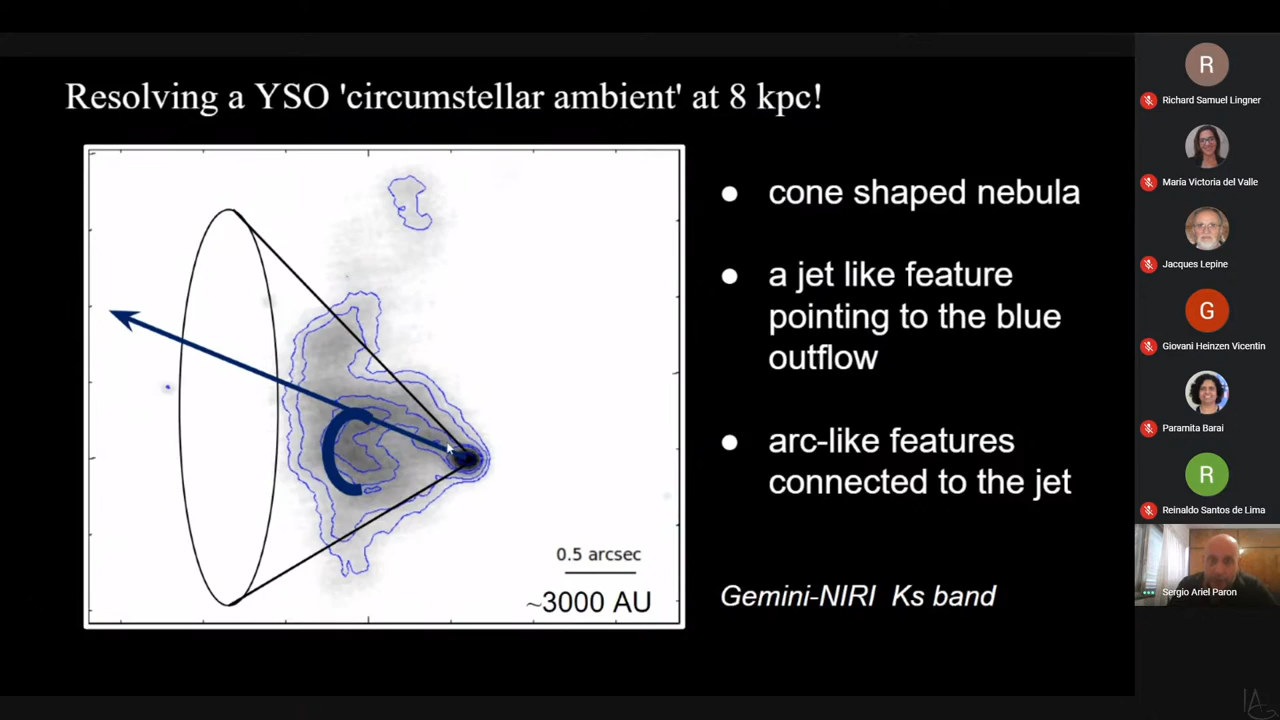 Resolving a YSO 'circumstellar ambient' at 8 kpc!
● cone shaped nebula
● a jet like feature
pointing to the blue
outflow
● arc-like features
connected to the jet
0.5 arcsec
~3000 AU
Gemini-NIRI Ks band
R
Richard Samuel Lingner
María Victoria del Valle
Jacques Lepine
G
Giovani Heinzen Vicentin
Paramita Barai
R
Reinaldo Santos de Lima
Sergio Ariel Paron
IAG